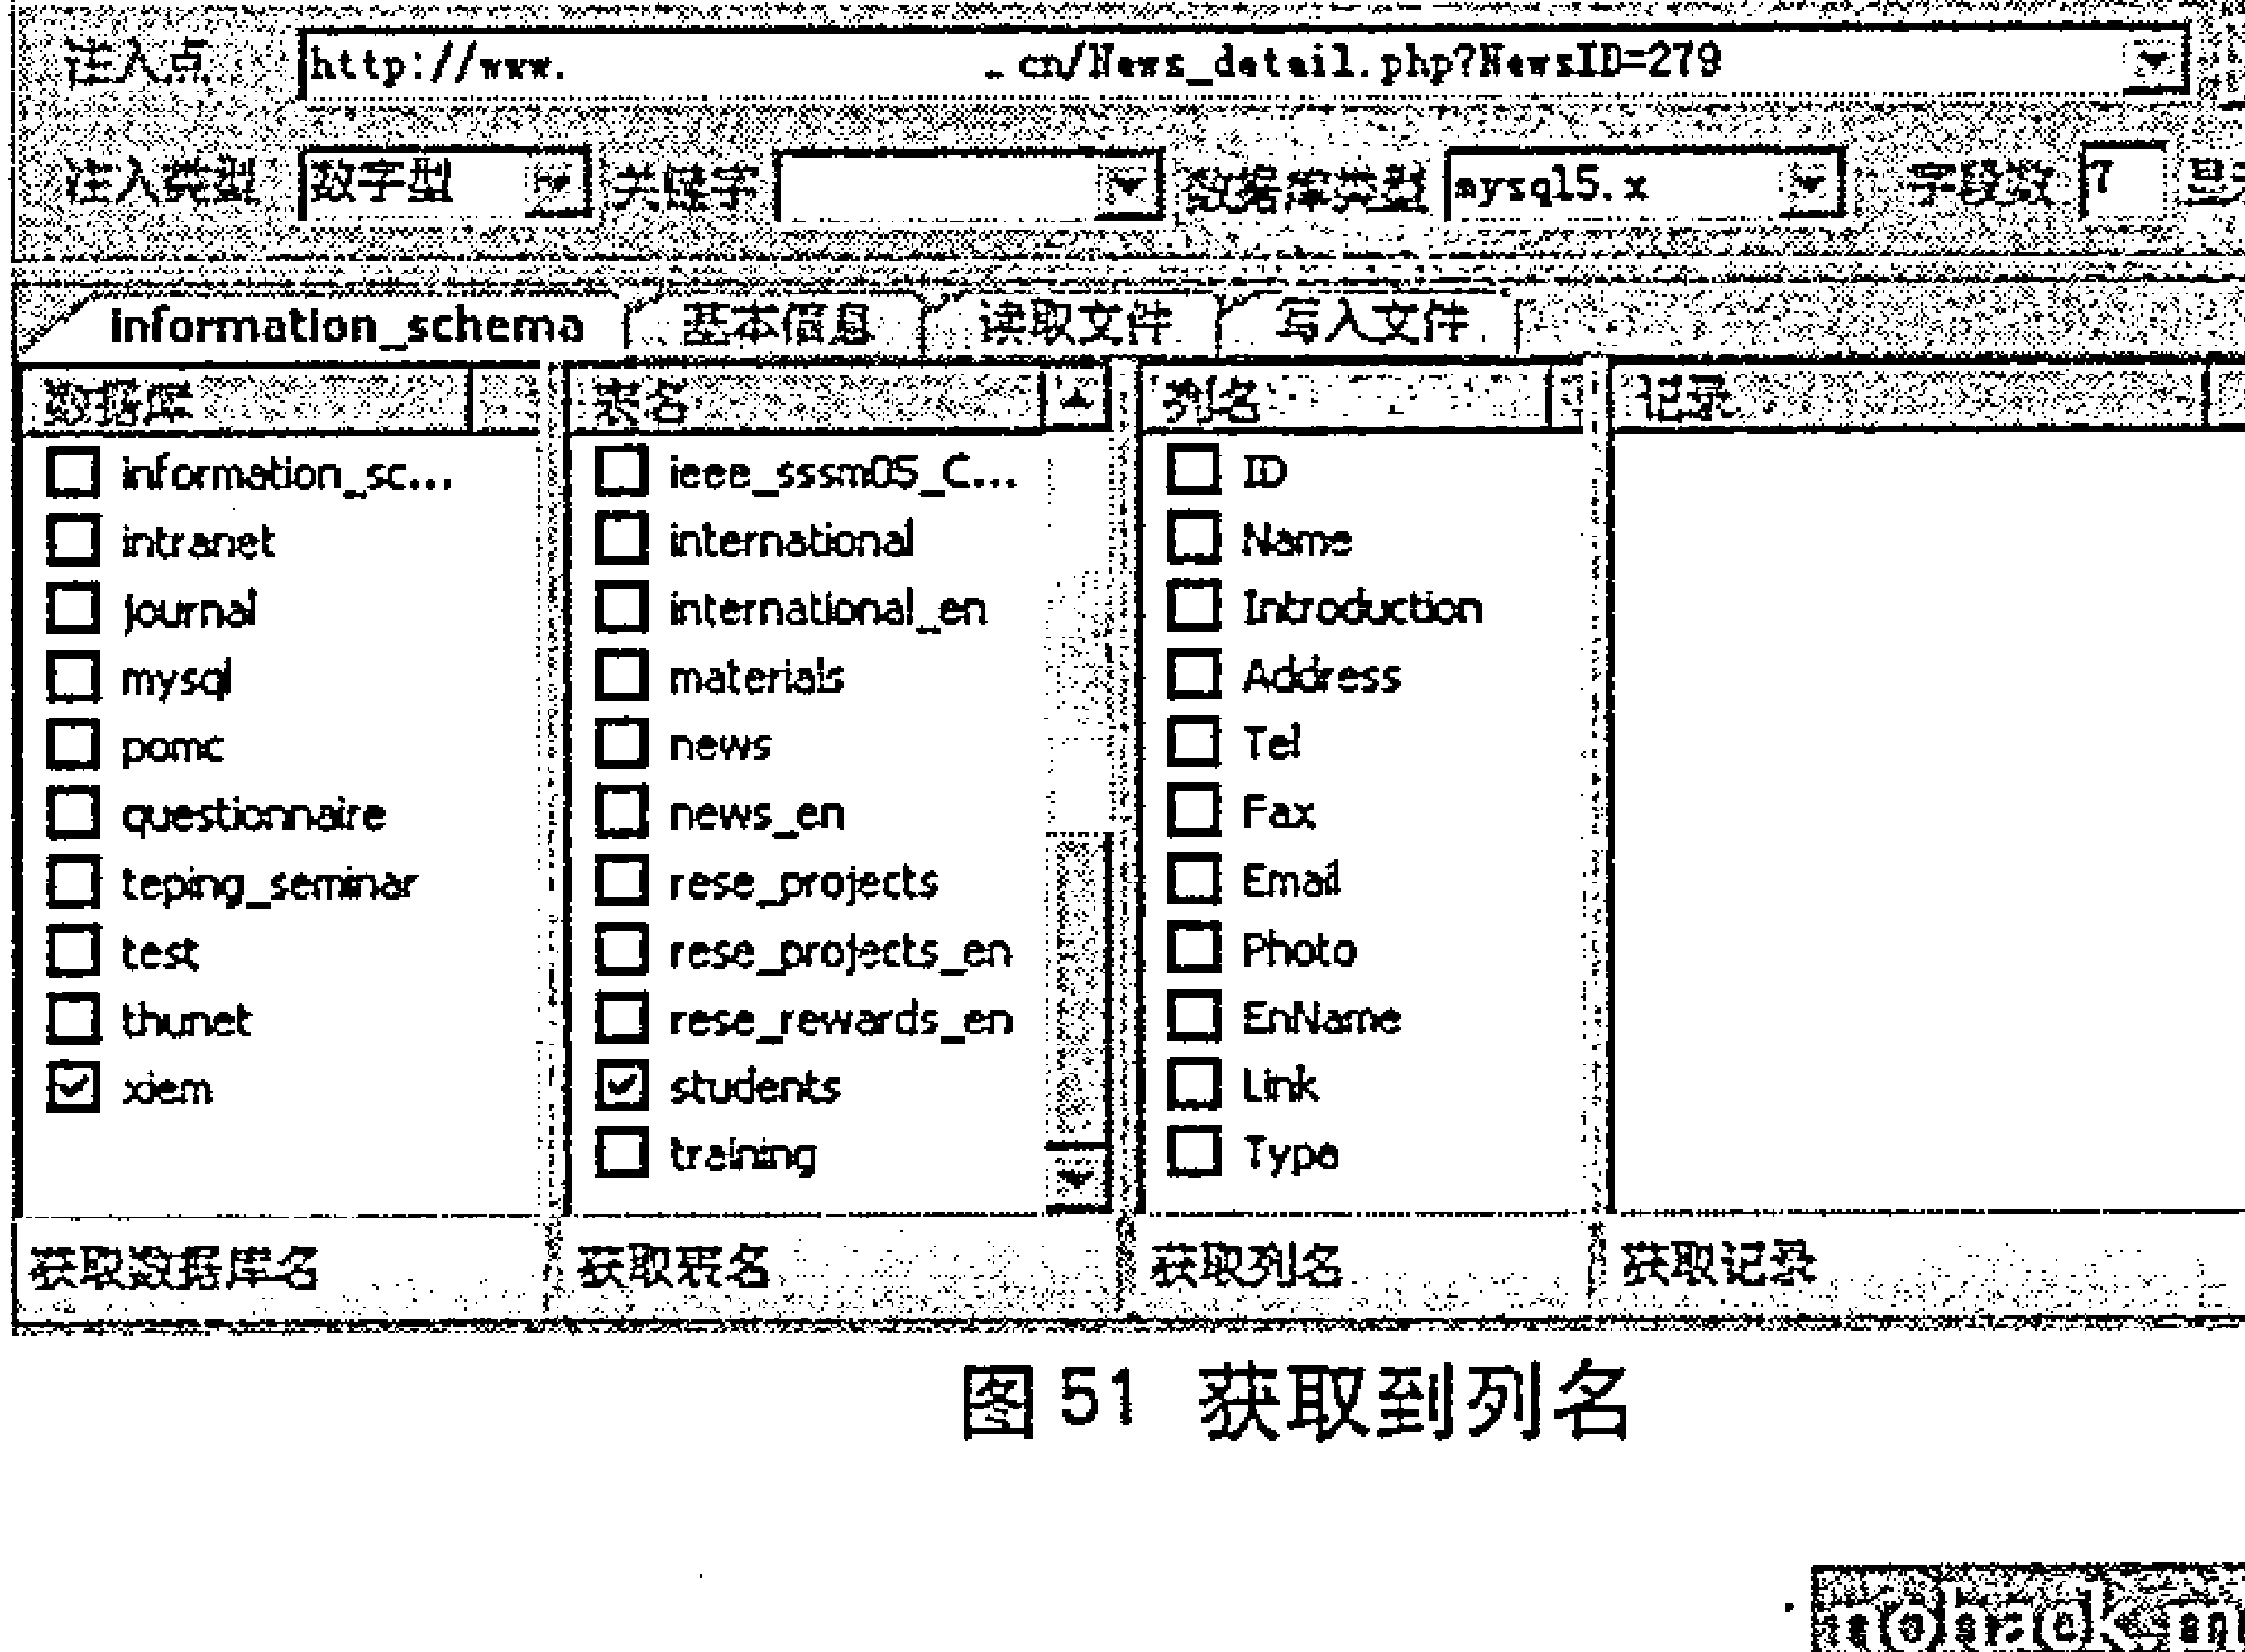 注入点 http://www. .cn/News_detail.php?NewsID=279
注入类型 数字型 关键字 数据库类型 mysql5.x 字段数 7
information_schema 基本信息 读取文件 写入文件
数据库 表名 列名 记录
information_sc... ieee_sssm05_C... ID
intranet international Name
journal international_en Introduction
mysql materials Address
pomc news Tel
questionnaire news_en Fax
teping_seminar rese_projects Email
test rese_projects_en Photo
thunet rese_rewards_en EnName
xiem students Link
training Type
获取数据库名 获取表名 获取列名 获取记录
图 51 获取到列名